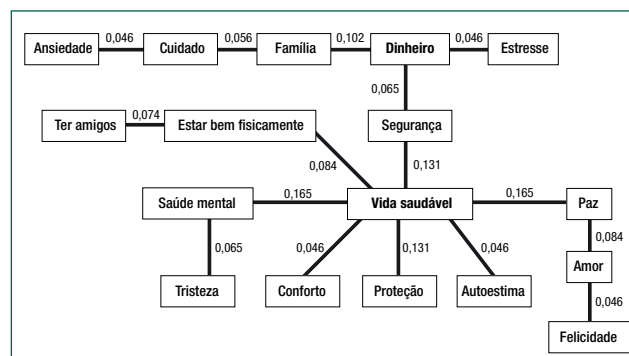 Ansiedade 0,046 Cuidado 0,056 Família 0,102 Dinheiro 0,046 Estresse
0,065
Ter amigos 0,074 Estar bem fisicamente Segurança
0,084 0,131
Saúde mental 0,165 Vida saudável 0,165 Paz
0,065 0,046 0,131 0,046 0,084
Amor
Tristeza Conforto Proteção Autoestima
0,046
Felicidade